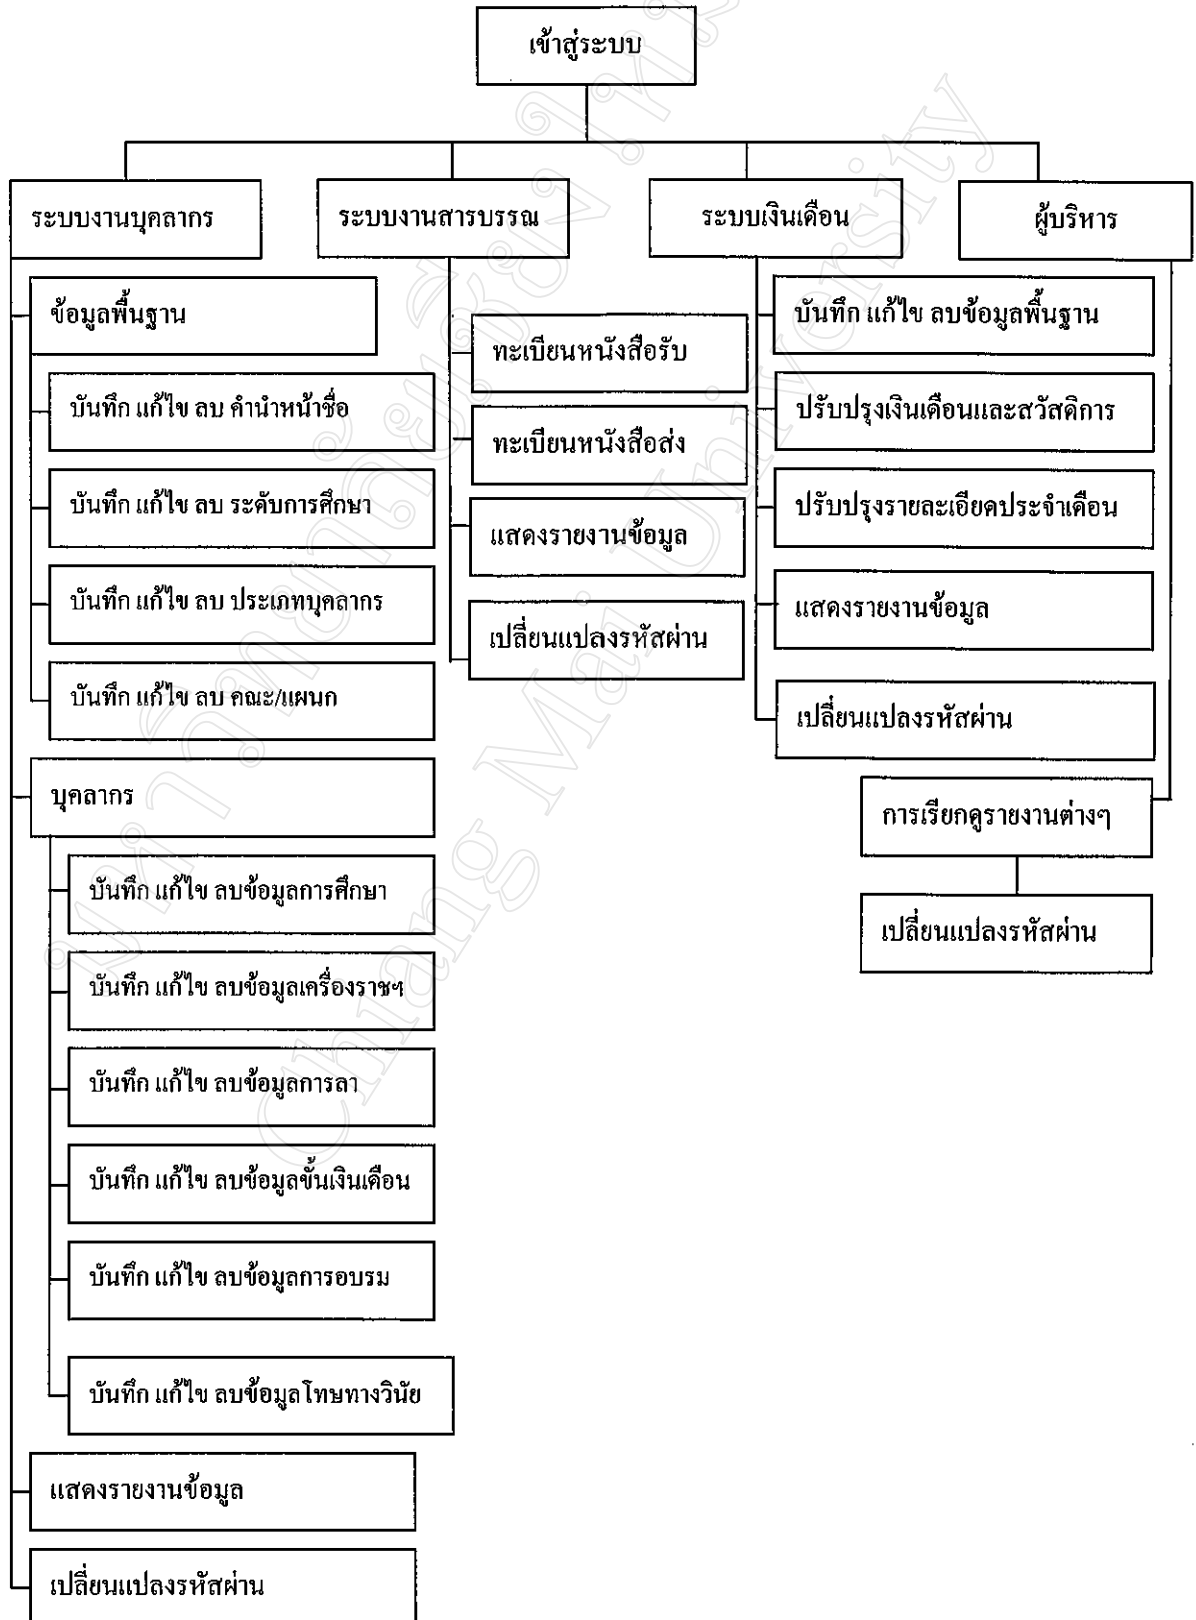 เข้าสู่ระบบ
ระบบงานบุคลากร
ระบบงานสารบรรณ
ระบบเงินเดือน
ผู้บริหาร
ข้อมูลพื้นฐาน
บันทึก แก้ไข ลบ คำนำหน้าชื่อ
บันทึก แก้ไข ลบ ระดับการศึกษา
บันทึก แก้ไข ลบ ประเภทบุคลากร
บันทึก แก้ไข ลบ คณะ/แผนก
บุคลากร
บันทึก แก้ไข ลบข้อมูลการศึกษา
บันทึก แก้ไข ลบข้อมูลเครื่องราชฯ
บันทึก แก้ไข ลบข้อมูลการลา
บันทึก แก้ไข ลบข้อมูลขั้นเงินเดือน
บันทึก แก้ไข ลบข้อมูลการอบรม
บันทึก แก้ไข ลบข้อมูลโทษทางวินัย
แสดงรายงานข้อมูล
เปลี่ยนแปลงรหัสผ่าน
ทะเบียนหนังสือรับ
ทะเบียนหนังสือส่ง
แสดงรายงานข้อมูล
เปลี่ยนแปลงรหัสผ่าน
บันทึก แก้ไข ลบข้อมูลพื้นฐาน
ปรับปรุงเงินเดือนและสวัสดิการ
ปรับปรุงรายละเอียดประจำเดือน
แสดงรายงานข้อมูล
เปลี่ยนแปลงรหัสผ่าน
การเรียกดูรายงานต่างๆ
เปลี่ยนแปลงรหัสผ่าน
มหาวิทยาลัยเชียงใหม่
Chiang Mai University